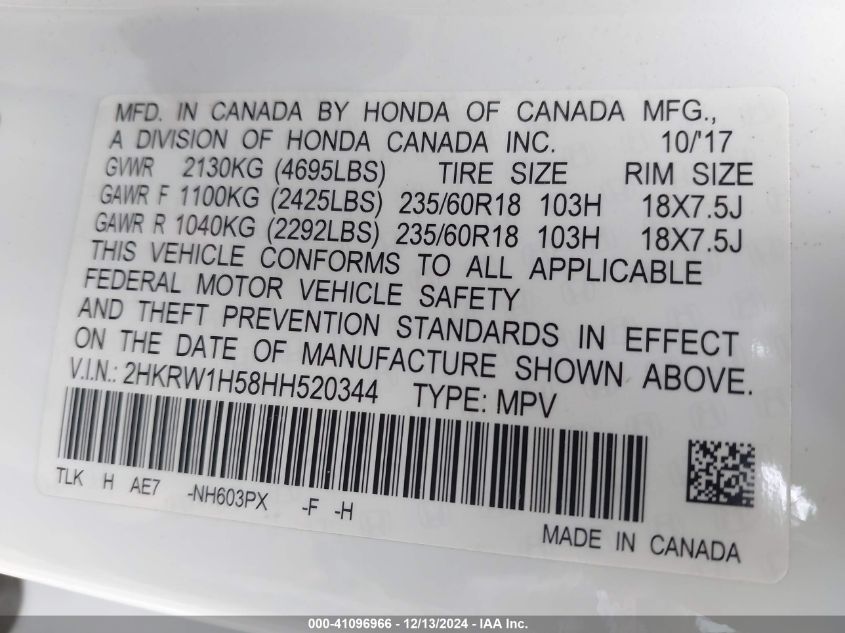 MFD. IN CANADA BY HONDA OF CANADA MFG.,
A DIVISION OF HONDA CANADA INC. 10/'17
GVWR 2130KG (4695LBS) TIRE SIZE RIM SIZE
GAWR F 1100KG (2425LBS) 235/60R18 103H 18X7.5J
GAWR R 1040KG (2292LBS) 235/60R18 103H 18X7.5J
THIS VEHICLE CONFORMS TO ALL APPLICABLE
FEDERAL MOTOR VEHICLE SAFETY
AND THEFT PREVENTION STANDARDS IN EFFECT
ON THE DATE OF MANUFACTURE SHOWN ABOVE.
V.I.N.: 2HKRW1H58HH520344 TYPE: MPV
TLK H AE7 -NH603PX -F -H
MADE IN CANADA
000-41096966 - 12/13/2024 - IAA Inc.